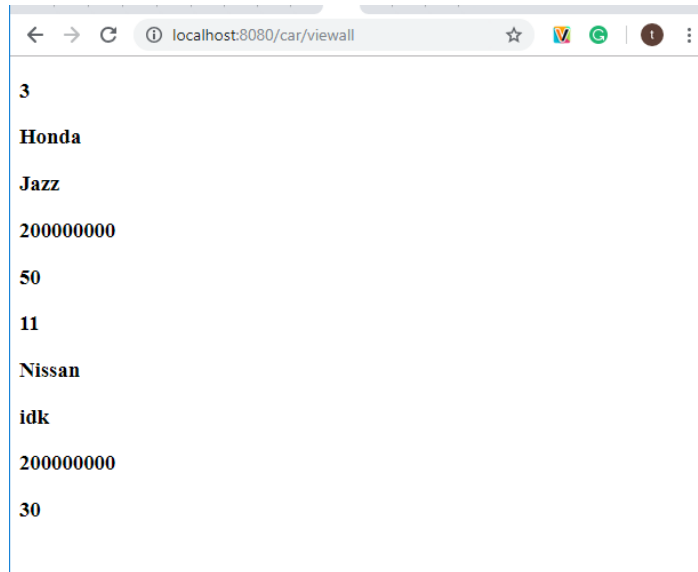 localhost:8080/car/viewall
t
3
Honda
Jazz
200000000
50
11
Nissan
idk
200000000
30